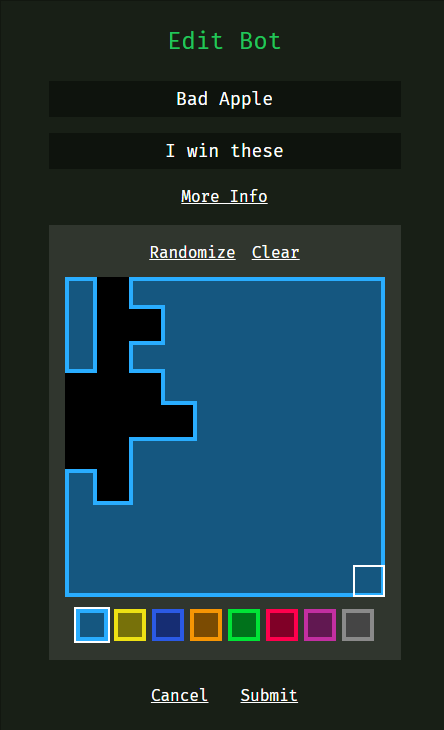 Edit Bot
Bad Apple
I win these
More Info
Randomize Clear
Cancel Submit